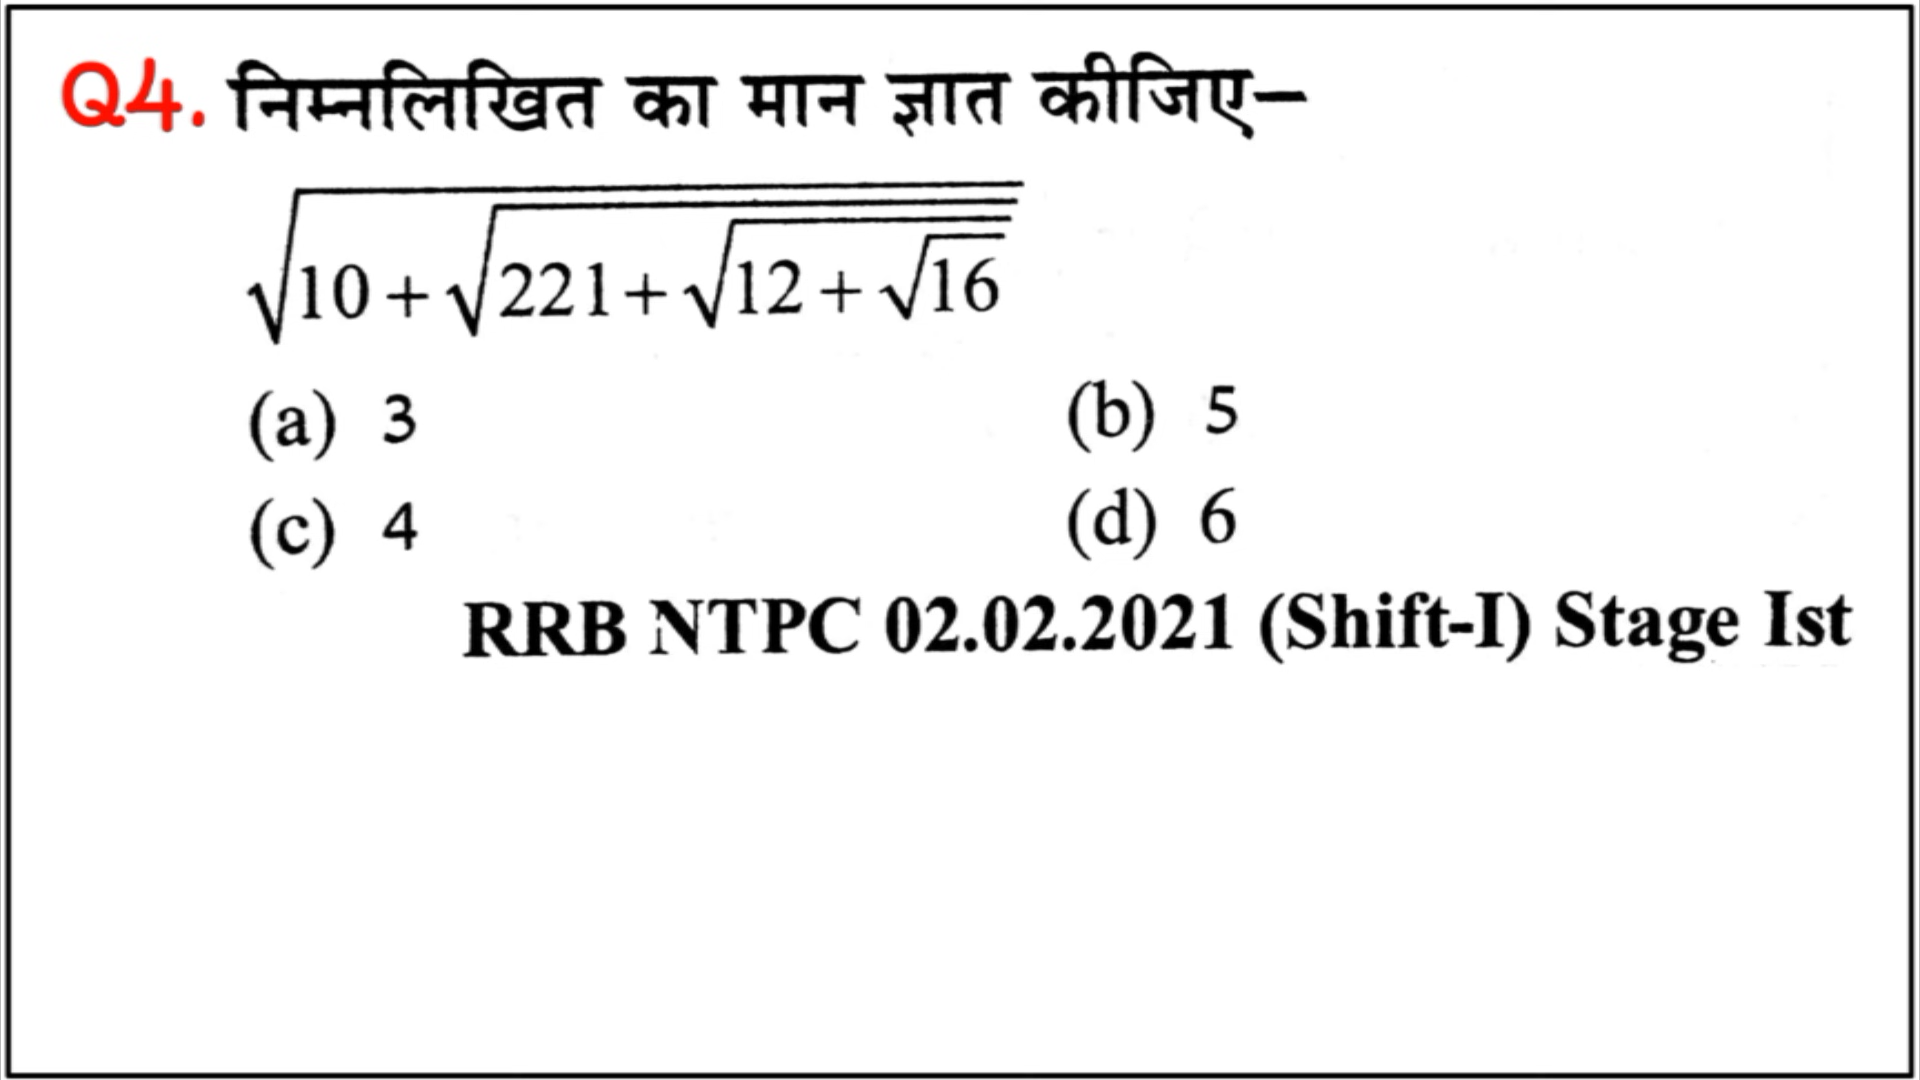 Q4. निम्नलिखित का मान ज्ञात कीजिए–
√10 + √221 + √12 + √16
(a) 3 (b) 5
(c) 4 (d) 6
RRB NTPC 02.02.2021 (Shift-I) Stage Ist